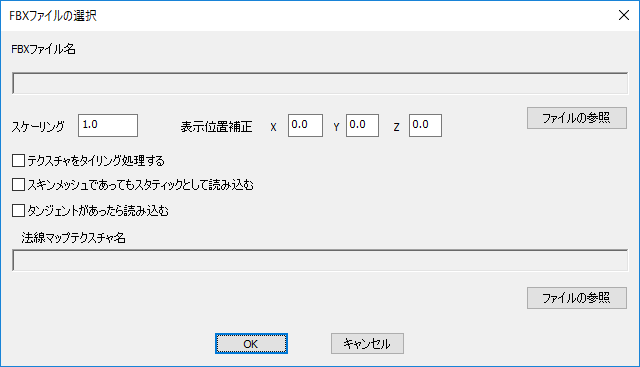 FBXファイルの選択
FBXファイル名
スケーリング 1.0 表示位置補正 X 0.0 Y 0.0 Z 0.0 ファイルの参照
テクスチャをタイリング処理する
スキンメッシュであってもスタティックとして読み込む
タンジェントがあったら読み込む
法線マップテクスチャ名
ファイルの参照
OK キャンセル